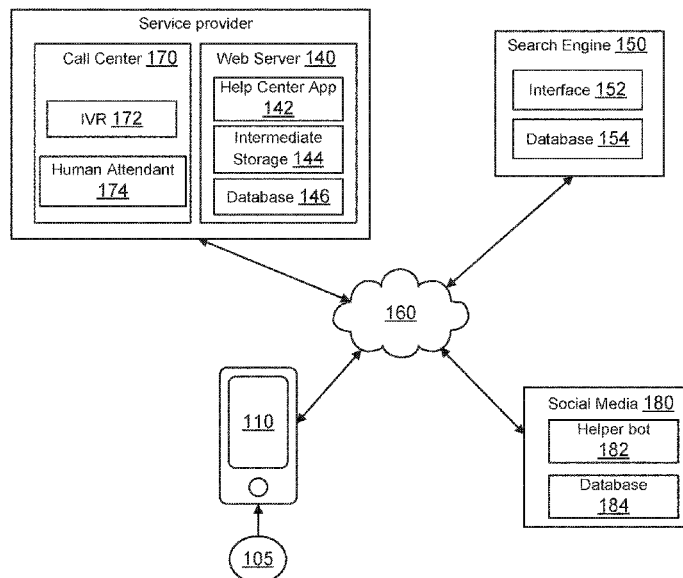 Service provider
Call Center 170
IVR 172
Human Attendant
174
Web Server 140
Help Center App
142
Intermediate
Storage 144
Database 146
Search Engine 150
Interface 152
Database 154
160
110
105
Social Media 180
Helper bot
182
Database
184